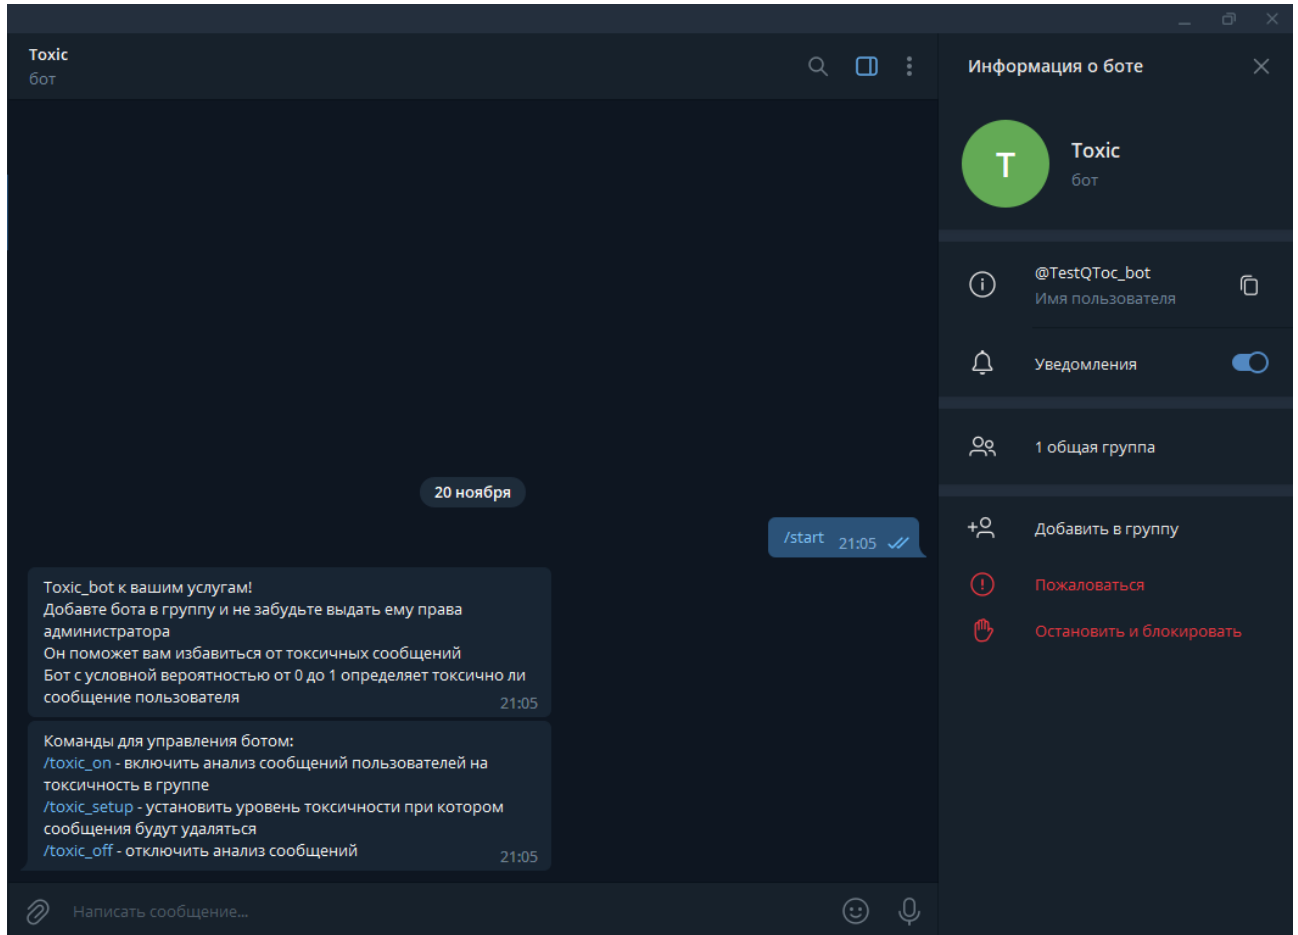 Toxic
бот
Информация о боте
T
Toxic
бот
@TestQToc_bot
Имя пользователя
Уведомления
1 общая группа
Добавить в группу
Пожаловаться
Остановить и блокировать
20 ноября
/start 21:05
Toxic_bot к вашим услугам!
Добавте бота в группу и не забудьте выдать ему права
администратора
Он поможет вам избавиться от токсичных сообщений
Бот с условной вероятностью от 0 до 1 определяет токсично ли
сообщение пользователя 21:05
Команды для управления ботом:
/toxic_on - включить анализ сообщений пользователей на
токсичность в группе
/toxic_setup - установить уровень токсичности при котором
сообщения будут удаляться
/toxic_off - отключить анализ сообщений 21:05
Написать сообщение...